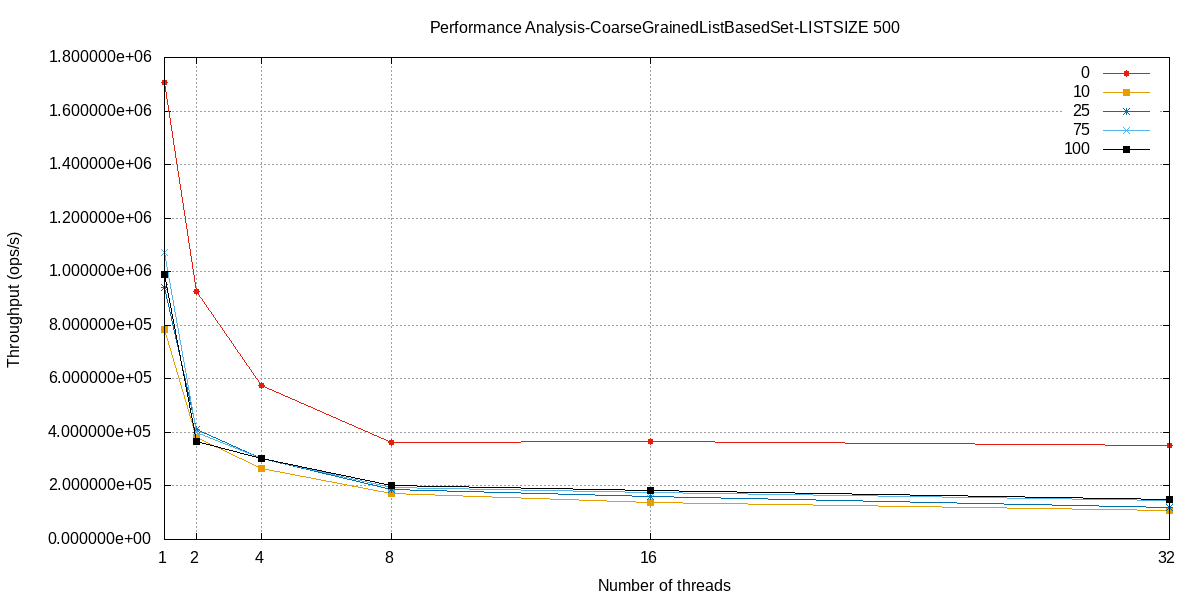 Performance Analysis-CoarseGrainedListBasedSet-LISTSIZE 500
1.800000e+06
1.600000e+06
1.400000e+06
1.200000e+06
1.000000e+06
8.000000e+05
6.000000e+05
4.000000e+05
2.000000e+05
0.000000e+00
Throughput (ops/s)
0
10
25
75
100
1 2 4 8 16 32
Number of threads